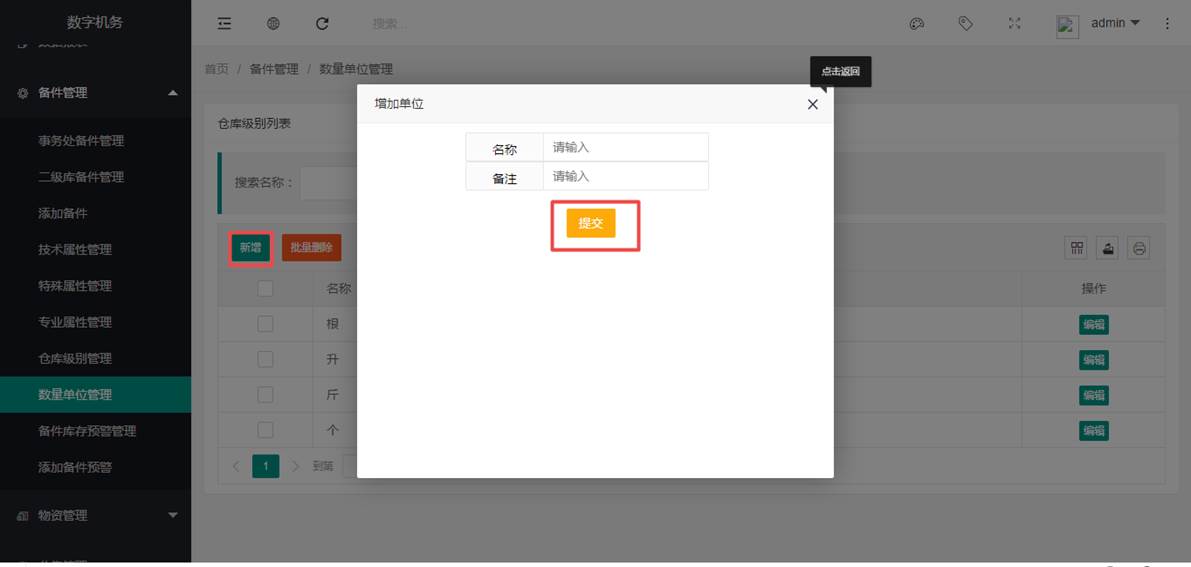 数字机务
搜索...
admin
数据报表
首页 / 备件管理 / 数量单位管理
点击返回
备件管理
事务处备件管理
二级库备件管理
添加备件
技术属性管理
特殊属性管理
专业属性管理
仓库级别管理
数量单位管理
备件库存预警管理
添加备件预警
物资管理
仓库级别列表
搜索名称：
新增
批量删除
名称
操作
根
编辑
升
编辑
斤
编辑
个
编辑
1
到第
增加单位
名称
请输入
备注
请输入
提交